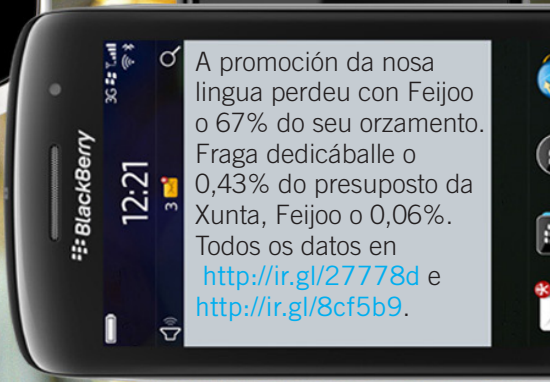 3G
BlackBerry
12:21
3
A promoción da nosa
lingua perdeu con Feijoo
o 67% do seu orzamento.
Fraga dedicáballe o
0,43% do presuposto da
Xunta, Feijoo o 0,06%.
Todos os datos en
http://ir.gl/27778d e
http://ir.gl/8cf5b9.